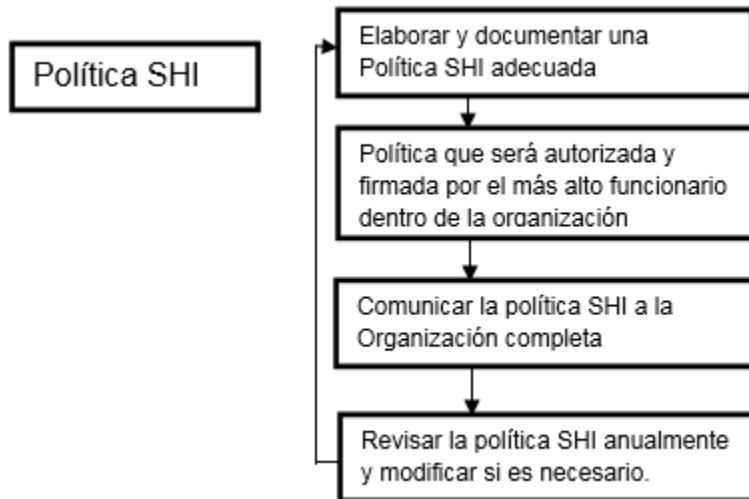 Política SHI
Elaborar y documentar una
Política SHI adecuada
Política que será autorizada y
firmada por el más alto funcionario
dentro de la organización
Comunicar la política SHI a la
Organización completa
Revisar la política SHI anualmente
y modificar si es necesario.